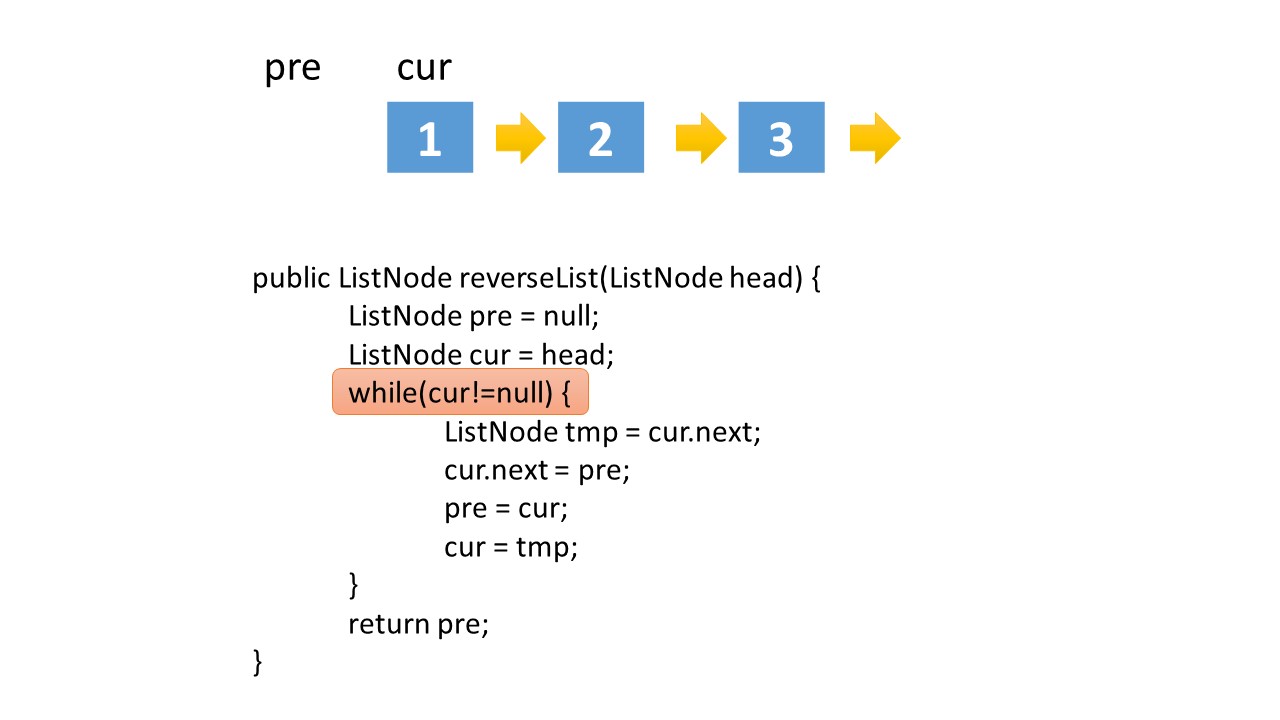 pre cur
1 2 3
public ListNode reverseList(ListNode head) {
ListNode pre = null;
ListNode cur = head;
while(cur!=null) {
ListNode tmp = cur.next;
cur.next = pre;
pre = cur;
cur = tmp;
}
return pre;
}